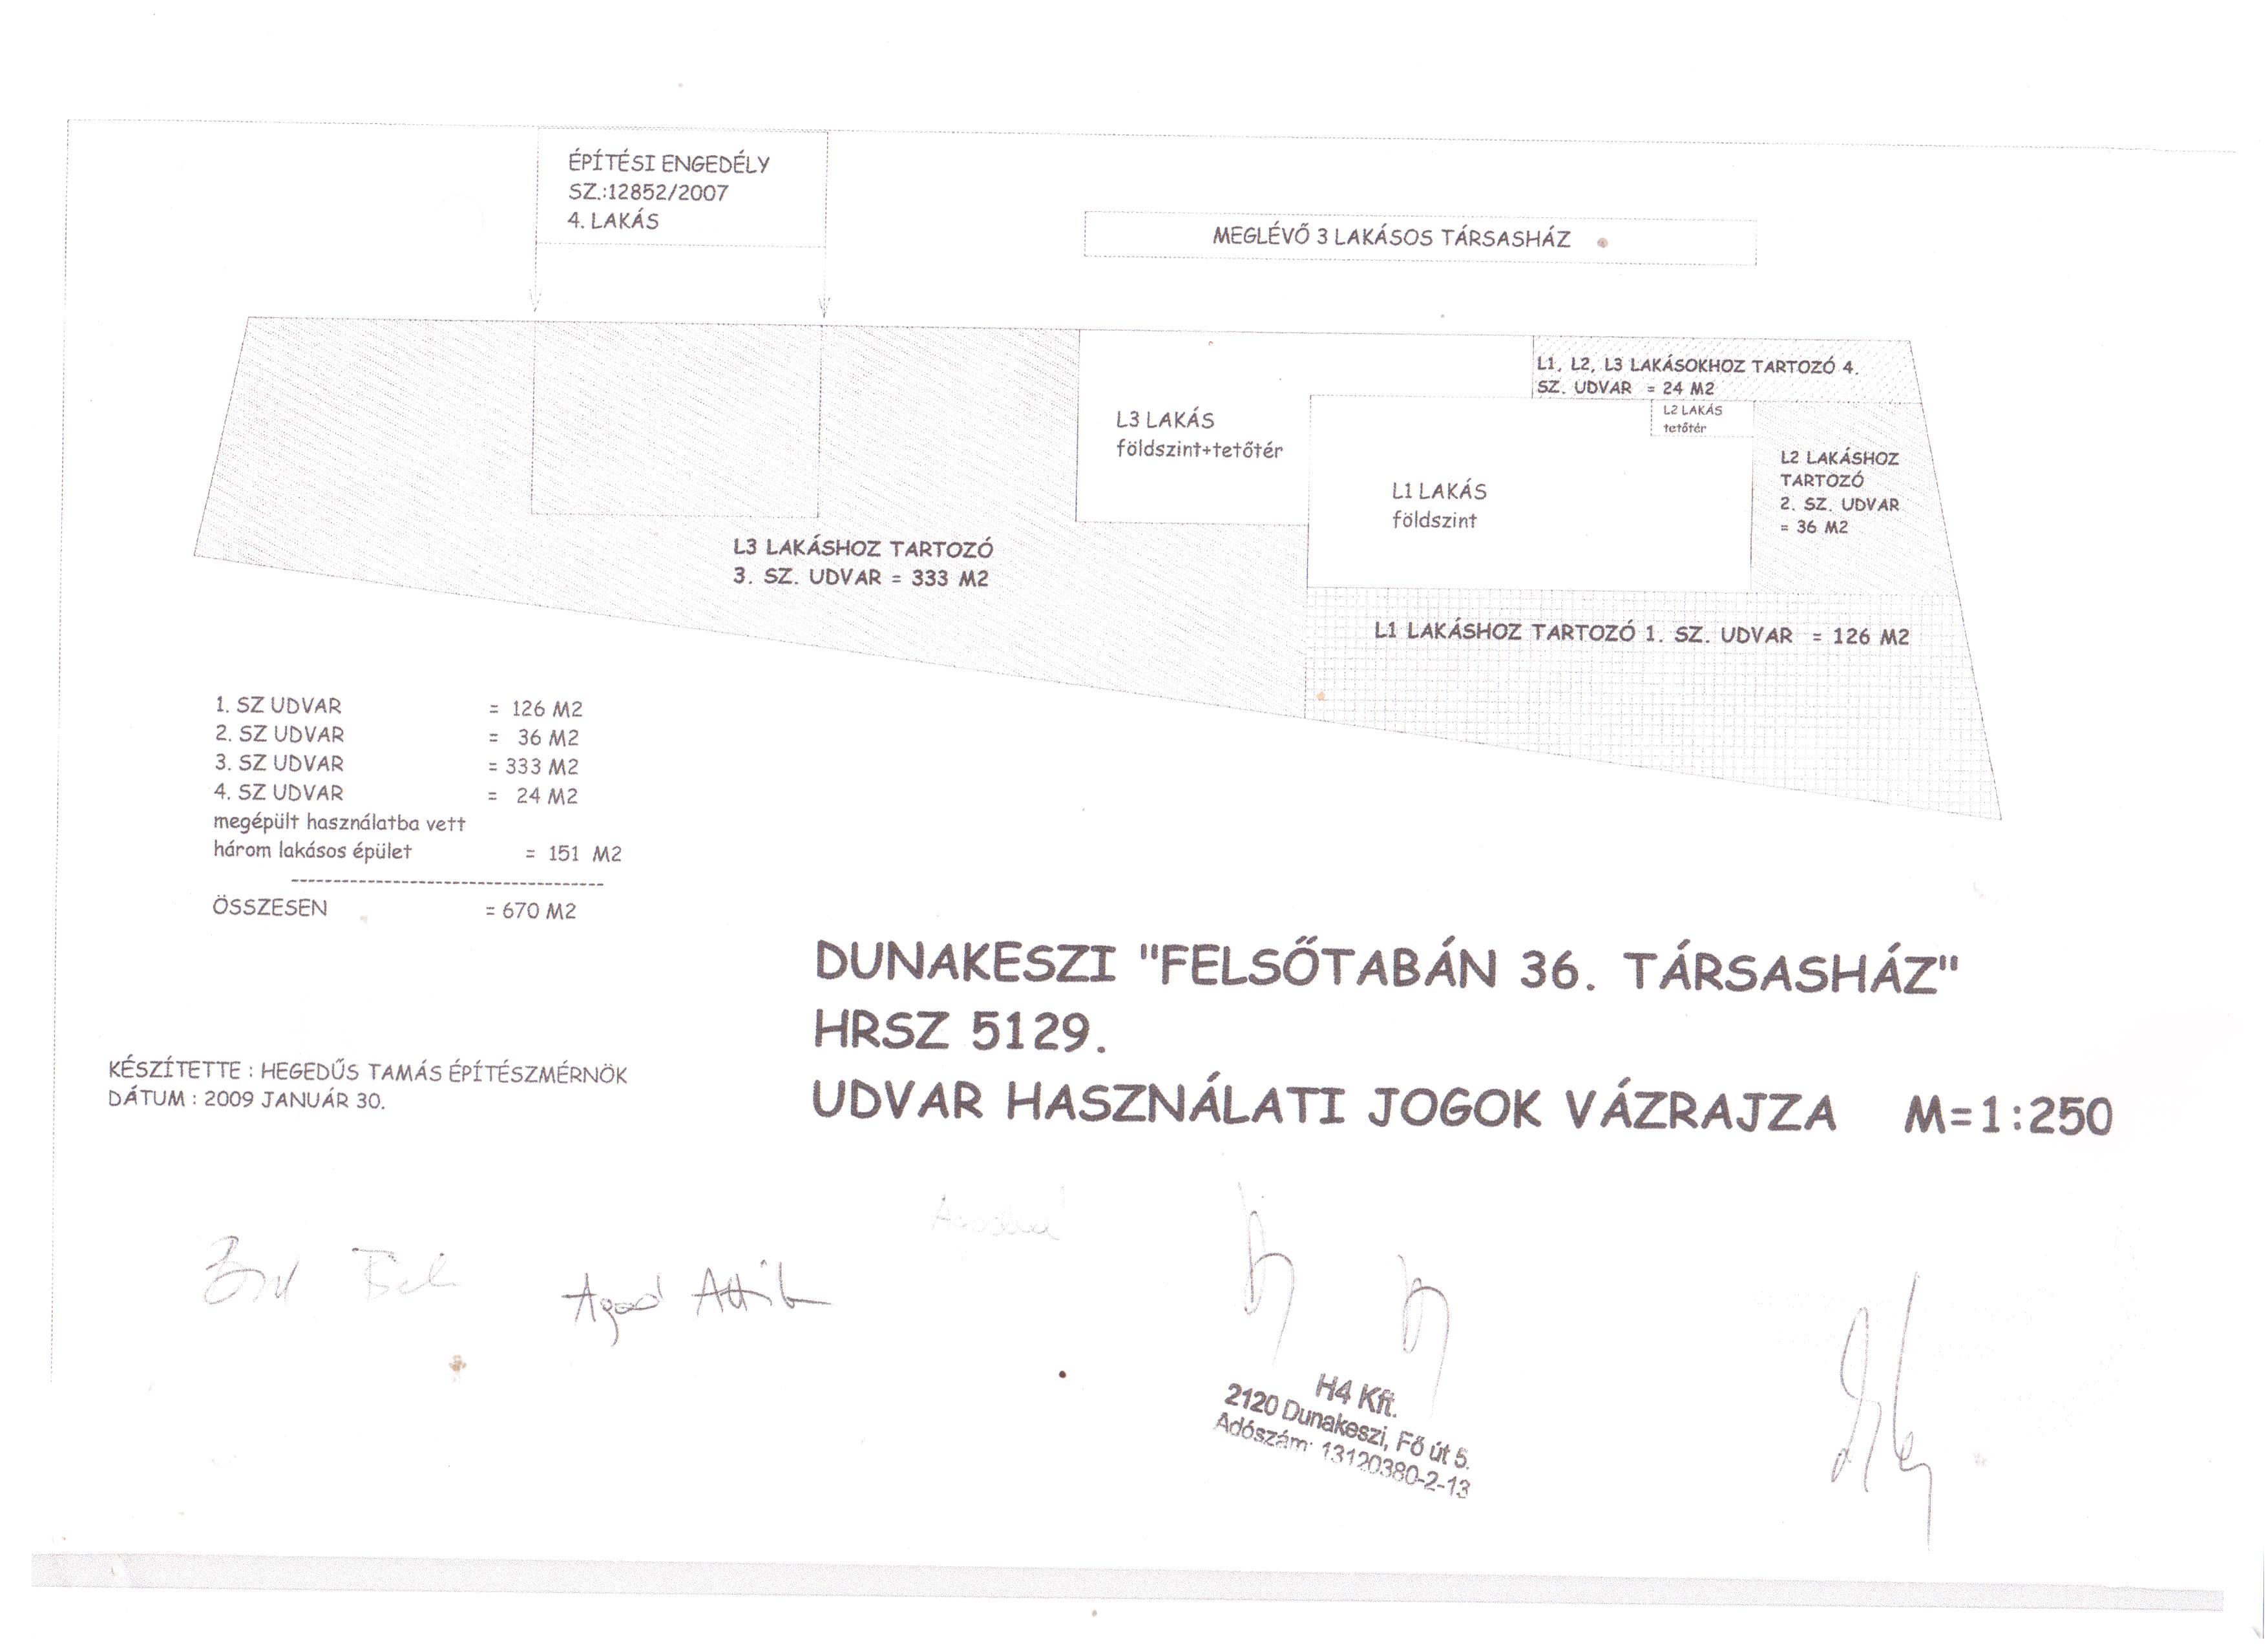 ÉPÍTÉSI ENGEDÉLY
SZ.:12852/2007
4. LAKÁS
MEGLÉVŐ 3 LAKÁSOS TÁRSASHÁZ
L1, L2, L3 LAKÁSOKHOZ TARTOZÓ 4.
SZ. UDVAR = 24 M2
L2 LAKÁS
tetőtér
L3 LAKÁS
földszint+tetőtér
L2 LAKÁSHOZ
TARTOZÓ
2. SZ. UDVAR
= 36 M2
L1 LAKÁS
földszint
L3 LAKÁSHOZ TARTOZÓ
3. SZ. UDVAR = 333 M2
L1 LAKÁSHOZ TARTOZÓ 1. SZ. UDVAR = 126 M2
1. SZ UDVAR = 126 M2
2. SZ UDVAR = 36 M2
3. SZ UDVAR = 333 M2
4. SZ UDVAR = 24 M2
megépült használatba vett
három lakásos épület = 151 M2
ÖSSZESEN = 670 M2
DUNAKESZI "FELSŐTABÁN 36. TÁRSASHÁZ"
HRSZ 5129.
UDVAR HASZNÁLATI JOGOK VÁZRAJZA M=1:250
KÉSZÍTETTE : HEGEDŰS TAMÁS ÉPÍTÉSZMÉRNÖK
DÁTUM : 2009 JANUÁR 30.
H4 Kft.
2120 Dunakeszi, Fő út 5.
Adószám: 13120380-2-13